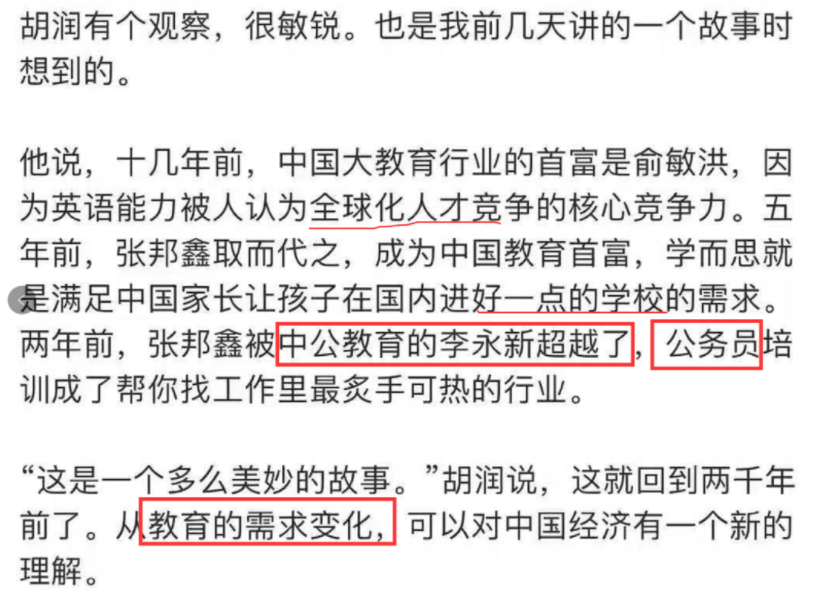 胡润有个观察，很敏锐。也是我前几天讲的一个故事时
想到的。
他说，十几年前，中国大教育行业的首富是俞敏洪，因
为英语能力被人认为全球化人才竞争的核心竞争力。五
年前，张邦鑫取而代之，成为中国教育首富，学而思就
是满足中国家长让孩子在国内进好一点的学校的需求。
两年前，张邦鑫被中公教育的李永新超越了，公务员培
训成了帮你找工作里最炙手可热的行业。
“这是一个多么美妙的故事。”胡润说，这就回到两千年
前了。从教育的需求变化，可以对中国经济有一个新的
理解。